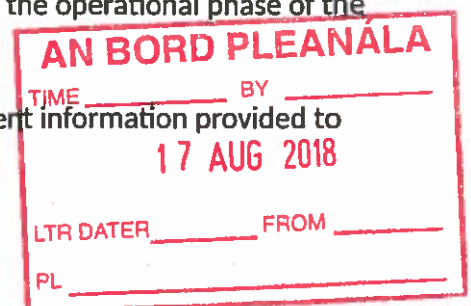 the operational phase of the
AN BORD PLEANÁLA
TIME BY
ent information provided to
17 AUG 2018
LTR DATER FROM
PL